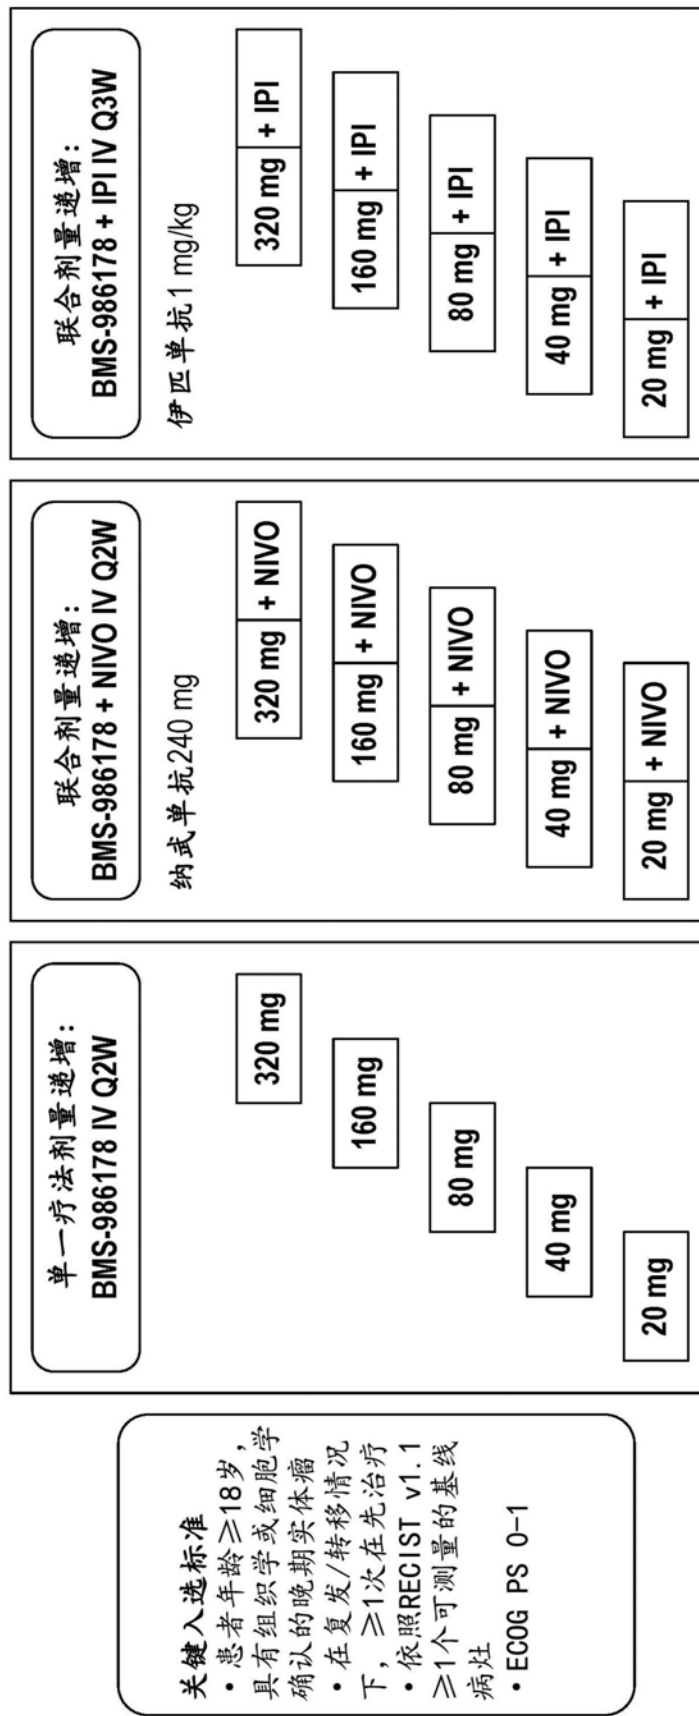 关键入选标准
• 患者年龄≥18岁，
具有组织学或细胞学
确认的晚期实体瘤
• 在复发/转移情况
下，≥1次在先治疗
• 依照RECIST v1.1
≥1个可测量的基线
病灶
• ECOG PS 0-1
单一疗法剂量递增：
BMS-986178 IV Q2W
320 mg
160 mg
80 mg
40 mg
20 mg
联合剂量递增：
BMS-986178 + NIVO IV Q2W
纳武单抗240 mg
320 mg + NIVO
160 mg + NIVO
80 mg + NIVO
40 mg + NIVO
20 mg + NIVO
联合剂量递增：
BMS-986178 + IPI IV Q3W
伊匹单抗1 mg/kg
320 mg + IPI
160 mg + IPI
80 mg + IPI
40 mg + IPI
20 mg + IPI